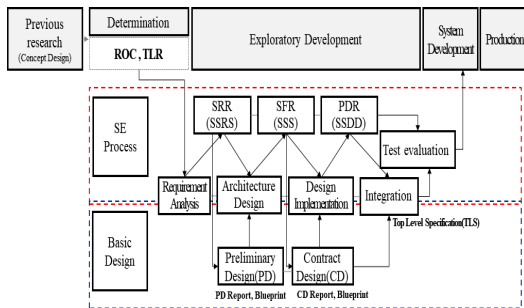 Previous
research
(Concept Design)
Determination
ROC , TLR
Exploratory Development
System
Development
Production
SE
Process
SRR
(SSRS)
SFR
(SSS)
PDR
(SSDD)
Test evaluation
Requirement
Analysis
Architecture
Design
Design
Implementation
Integration
Top Level Specification(TLS)
Basic
Design
Preliminary
Design(PD)
Contract
Design(CD)
PD Report, Blueprint
CD Report, Blueprint